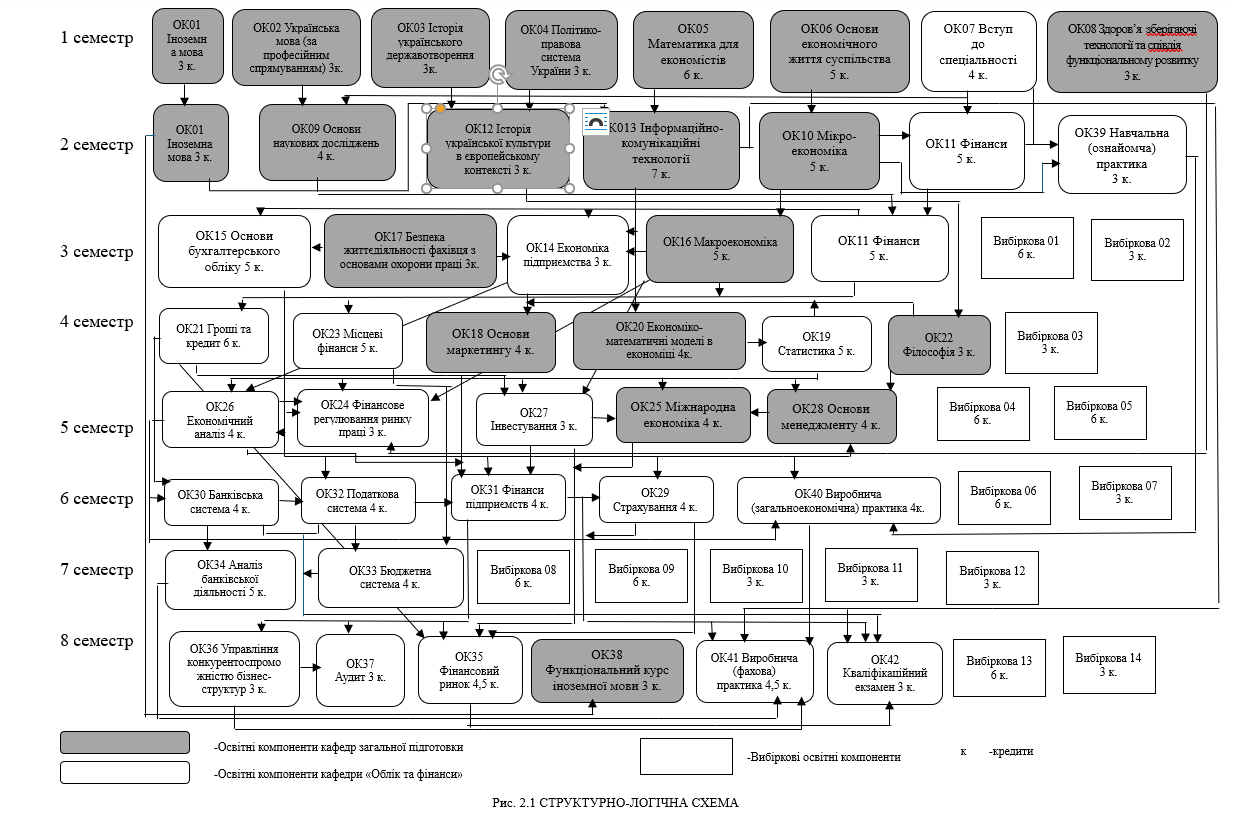 1 семестр
ОК01
Іноземн
а мова
3 к.
ОК02 Українська
мова (за
професійним
спрямуванням) 3к.
ОК03 Історія
українського
державотворення
3к.
ОК04 Політико-
правова
система
України 3 к.
ОК05
Математика для
економістів
6 к.
ОК06 Основи
економічного
життя суспільства
5 к.
ОК07 Вступ
до
спеціальності
4 к.
ОК08 Здоров’я зберігаючі
технології та співдія
функціональному розвитку
3 к.
2 семестр
ОК01
Іноземна
мова 3 к.
ОК09 Основи
наукових досліджень
4 к.
ОК12 Історія
української культури
в європейському
контексті 3 к.
К013 Інформаційно-
комунікаційні
технології
7 к.
ОК10 Мікро-
економіка
5 к.
ОК11 Фінанси
5 к.
ОК39 Навчальна
(ознайомча)
практика
3 к.
3 семестр
ОК15 Основи
бухгалтерського
обліку 5 к.
ОК17 Безпека
життєдіяльності фахівця з
основами охорони праці 3к.
ОК14 Економіка
підприємства 3 к.
ОК16 Макроекономіка
5 к.
ОК11 Фінанси
5 к.
Вибіркова 01
6 к.
Вибіркова 02
3 к.
4 семестр
ОК21 Гроші та
кредит 6 к.
ОК23 Місцеві
фінанси 5 к.
ОК18 Основи
маркетингу 4 к.
ОК20 Економіко-
математичні моделі в
економіці 4к.
ОК19
Статистика 5 к.
ОК22
Філософія 3 к.
Вибіркова 03
3 к.
5 семестр
ОК26
Економічний
аналіз 4 к.
ОК24 Фінансове
регулювання ринку
праці 3 к.
ОК27
Інвестування 3 к.
ОК25 Міжнародна
економіка 4 к.
ОК28 Основи
менеджменту 4 к.
Вибіркова 04
6 к.
Вибіркова 05
6 к.
6 семестр
ОК30 Банківська
система 4 к.
ОК32 Податкова
система 4 к.
ОК31 Фінанси
підприємств 4 к.
ОК29
Страхування 4 к.
ОК40 Виробнича
(загальноекономічна) практика 4к.
Вибіркова 06
6 к.
Вибіркова 07
3 к.
7 семестр
ОК34 Аналіз
банківської
діяльності 5 к.
ОК33 Бюджетна
система 4 к.
Вибіркова 08
6 к.
Вибіркова 09
6 к.
Вибіркова 10
3 к.
Вибіркова 11
3 к.
Вибіркова 12
3 к.
8 семестр
ОК36 Управління
конкурентоспромо
жністю бізнес-
структур 3 к.
ОК37
Аудит 3 к.
ОК35
Фінансовий
ринок 4,5 к.
ОК38
Функціональний курс
іноземної мови 3 к.
ОК41 Виробнича
(фахова)
практика 4,5 к.
ОК42
Кваліфікаційний
екзамен 3 к.
Вибіркова 13
6 к.
Вибіркова 14
3 к.
-Освітні компоненти кафедр загальної підготовки
-Освітні компоненти кафедри «Облік та фінанси»
-Вибіркові освітні компоненти
к -кредити
Рис. 2.1 СТРУКТУРНО-ЛОГІЧНА СХЕМА